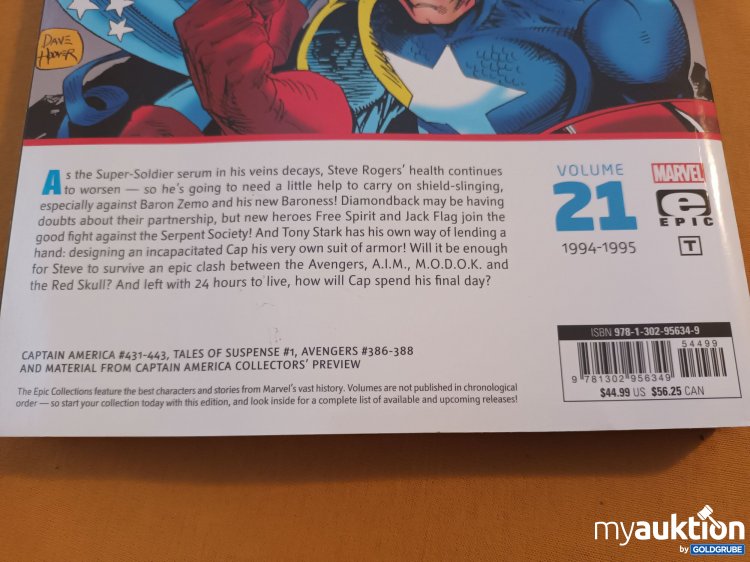 DAVE
HOOVER
As the Super-Soldier serum in his veins decays, Steve Rogers' health continues
to worsen — so he's going to need a little help to carry on shield-slinging,
especially against Baron Zemo and his new Baroness! Diamondback may be having
doubts about their partnership, but new heroes Free Spirit and Jack Flag join the
good fight against the Serpent Society! And Tony Stark has his own way of lending a
hand: designing an incapacitated Cap his very own suit of armor! Will it be enough
for Steve to survive an epic clash between the Avengers, A.I.M., M.O.D.O.K. and
the Red Skull? And left with 24 hours to live, how will Cap spend his final day?
VOLUME
21
1994-1995
MARVEL
e
EPIC
T
CAPTAIN AMERICA #431-443, TALES OF SUSPENSE #1, AVENGERS #386-388
AND MATERIAL FROM CAPTAIN AMERICA COLLECTORS' PREVIEW
The Epic Collections feature the best characters and stories from Marvel's vast history. Volumes are not published in chronological
order — so start your collection today with this edition, and look inside for a complete list of available and upcoming releases!
ISBN 978-1-302-95634-9
54499
9 781302 956349
$44.99 US $56.25 CAN
myauktion
by GOLDGRUBE